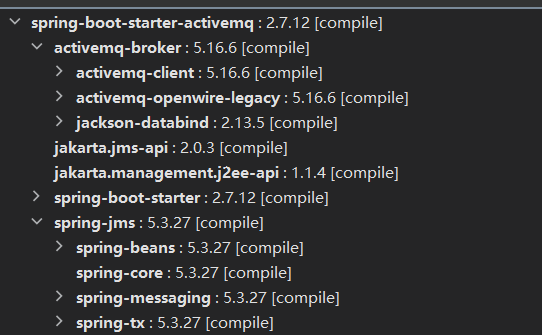 spring-boot-starter-activemq : 2.7.12 [compile]
activemq-broker : 5.16.6 [compile]
activemq-client : 5.16.6 [compile]
activemq-openwire-legacy : 5.16.6 [compile]
jackson-databind : 2.13.5 [compile]
jakarta.jms-api : 2.0.3 [compile]
jakarta.management.j2ee-api : 1.1.4 [compile]
spring-boot-starter : 2.7.12 [compile]
spring-jms : 5.3.27 [compile]
spring-beans : 5.3.27 [compile]
spring-core : 5.3.27 [compile]
spring-messaging : 5.3.27 [compile]
spring-tx : 5.3.27 [compile]